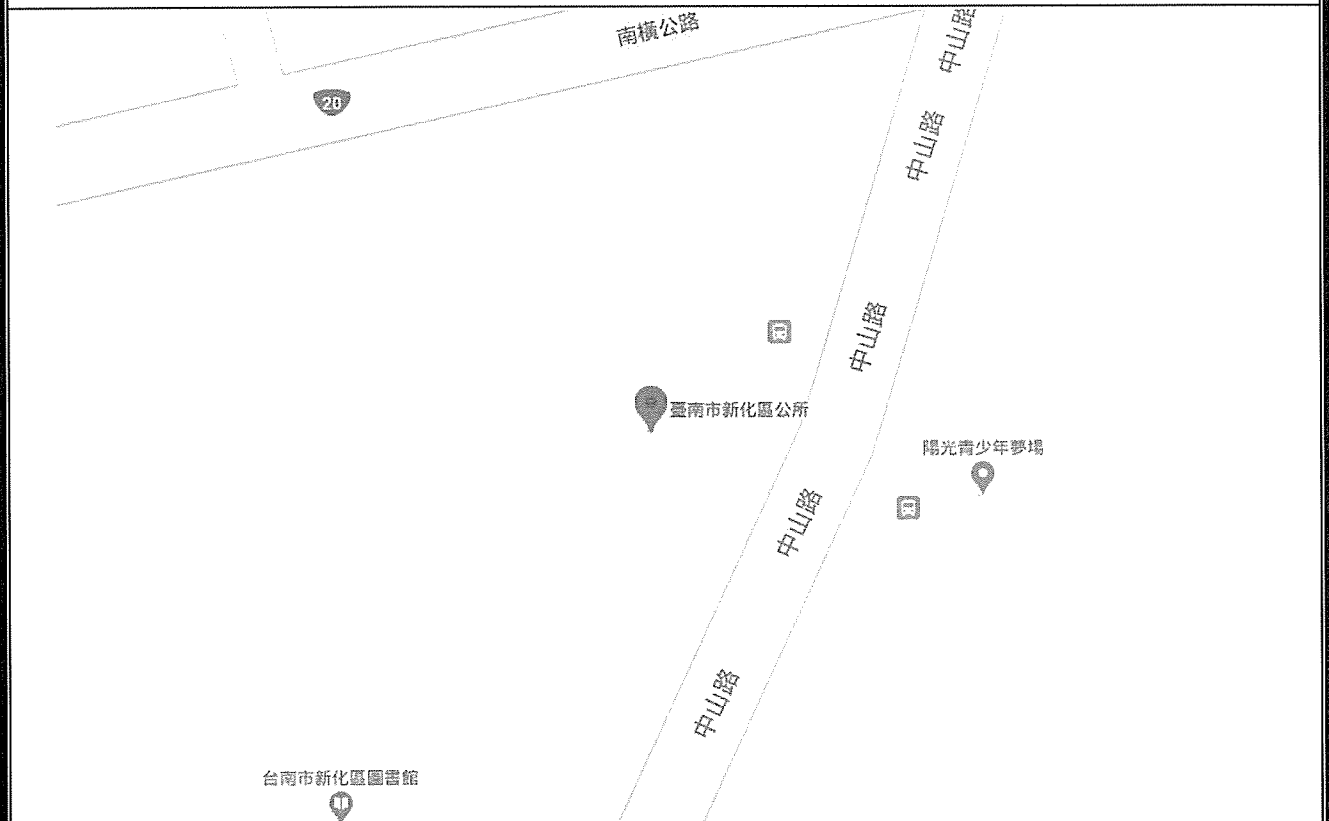 南橫公路
中山路
20
中山路
中山路
臺南市新化區公所
陽光青少年夢場
中山路
中山路
台南市新化區圖書館